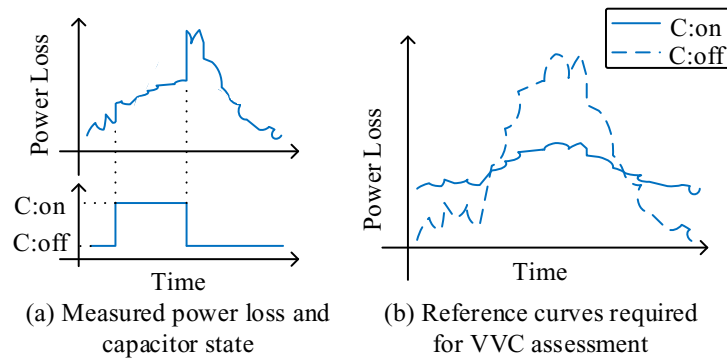 Power Loss
C:on
C:off
Time
(a) Measured power loss and
capacitor state
C:on
C:off
Power Loss
Time
(b) Reference curves required
for VVC assessment